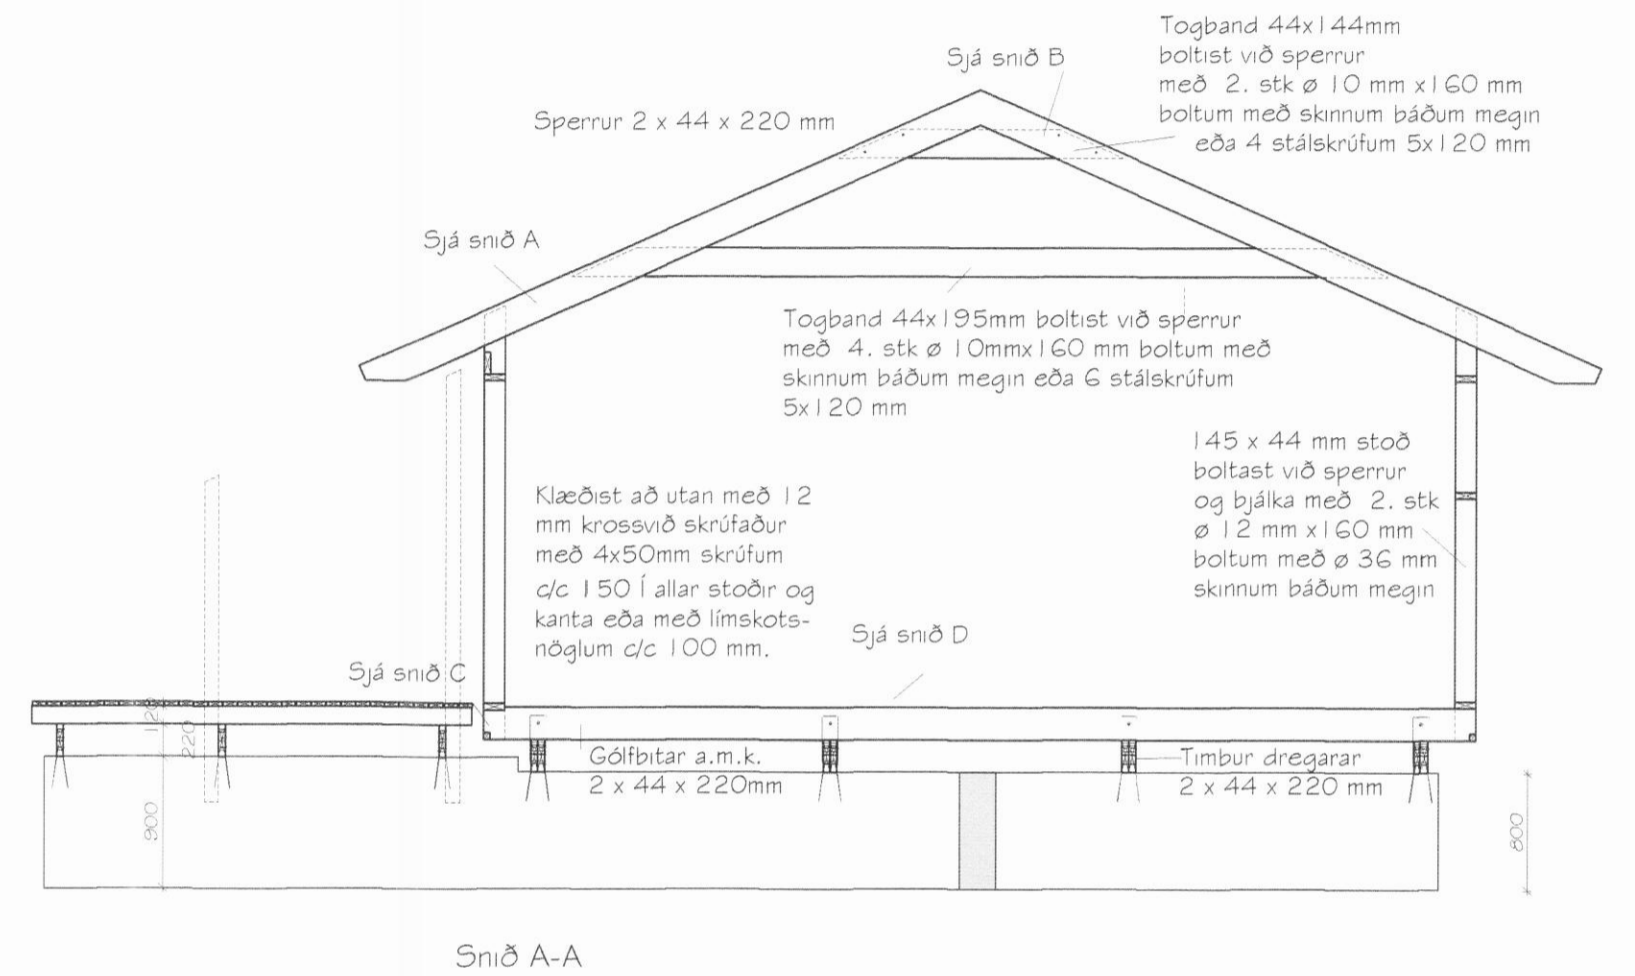 Togband 44x144mm
boltist við sperrur
með 2. stk ø 10 mm x160 mm
boltum með skinnum báðum megin
eða 4 stálskrúfum 5x120 mm
Sjá snið B
Sperrur 2 x 44 x 220 mm
Sjá snið A
Togband 44x195mm boltist við sperrur
með 4. stk ø 10mmx160 mm boltum með
skinnum báðum megin eða 6 stálskrúfum
5x120 mm
145 x 44 mm stoð
boltast við sperrur
og bjálka með 2. stk
ø 12 mm x160 mm
boltum með ø 36 mm
skinnum báðum megin
Klæðist að utan með 12
mm krossvið skrúfaður
með 4x50mm skrúfum
c/c 150 Í allar stoðir og
kanta eða með límskots-
nöglum c/c 100 mm.
Sjá snið D
Sjá snið C
120
220
Gólfbitar a.m.k.
2 x 44 x 220mm
Timbur dregarar
2 x 44 x 220 mm
900
800
Snið A-A